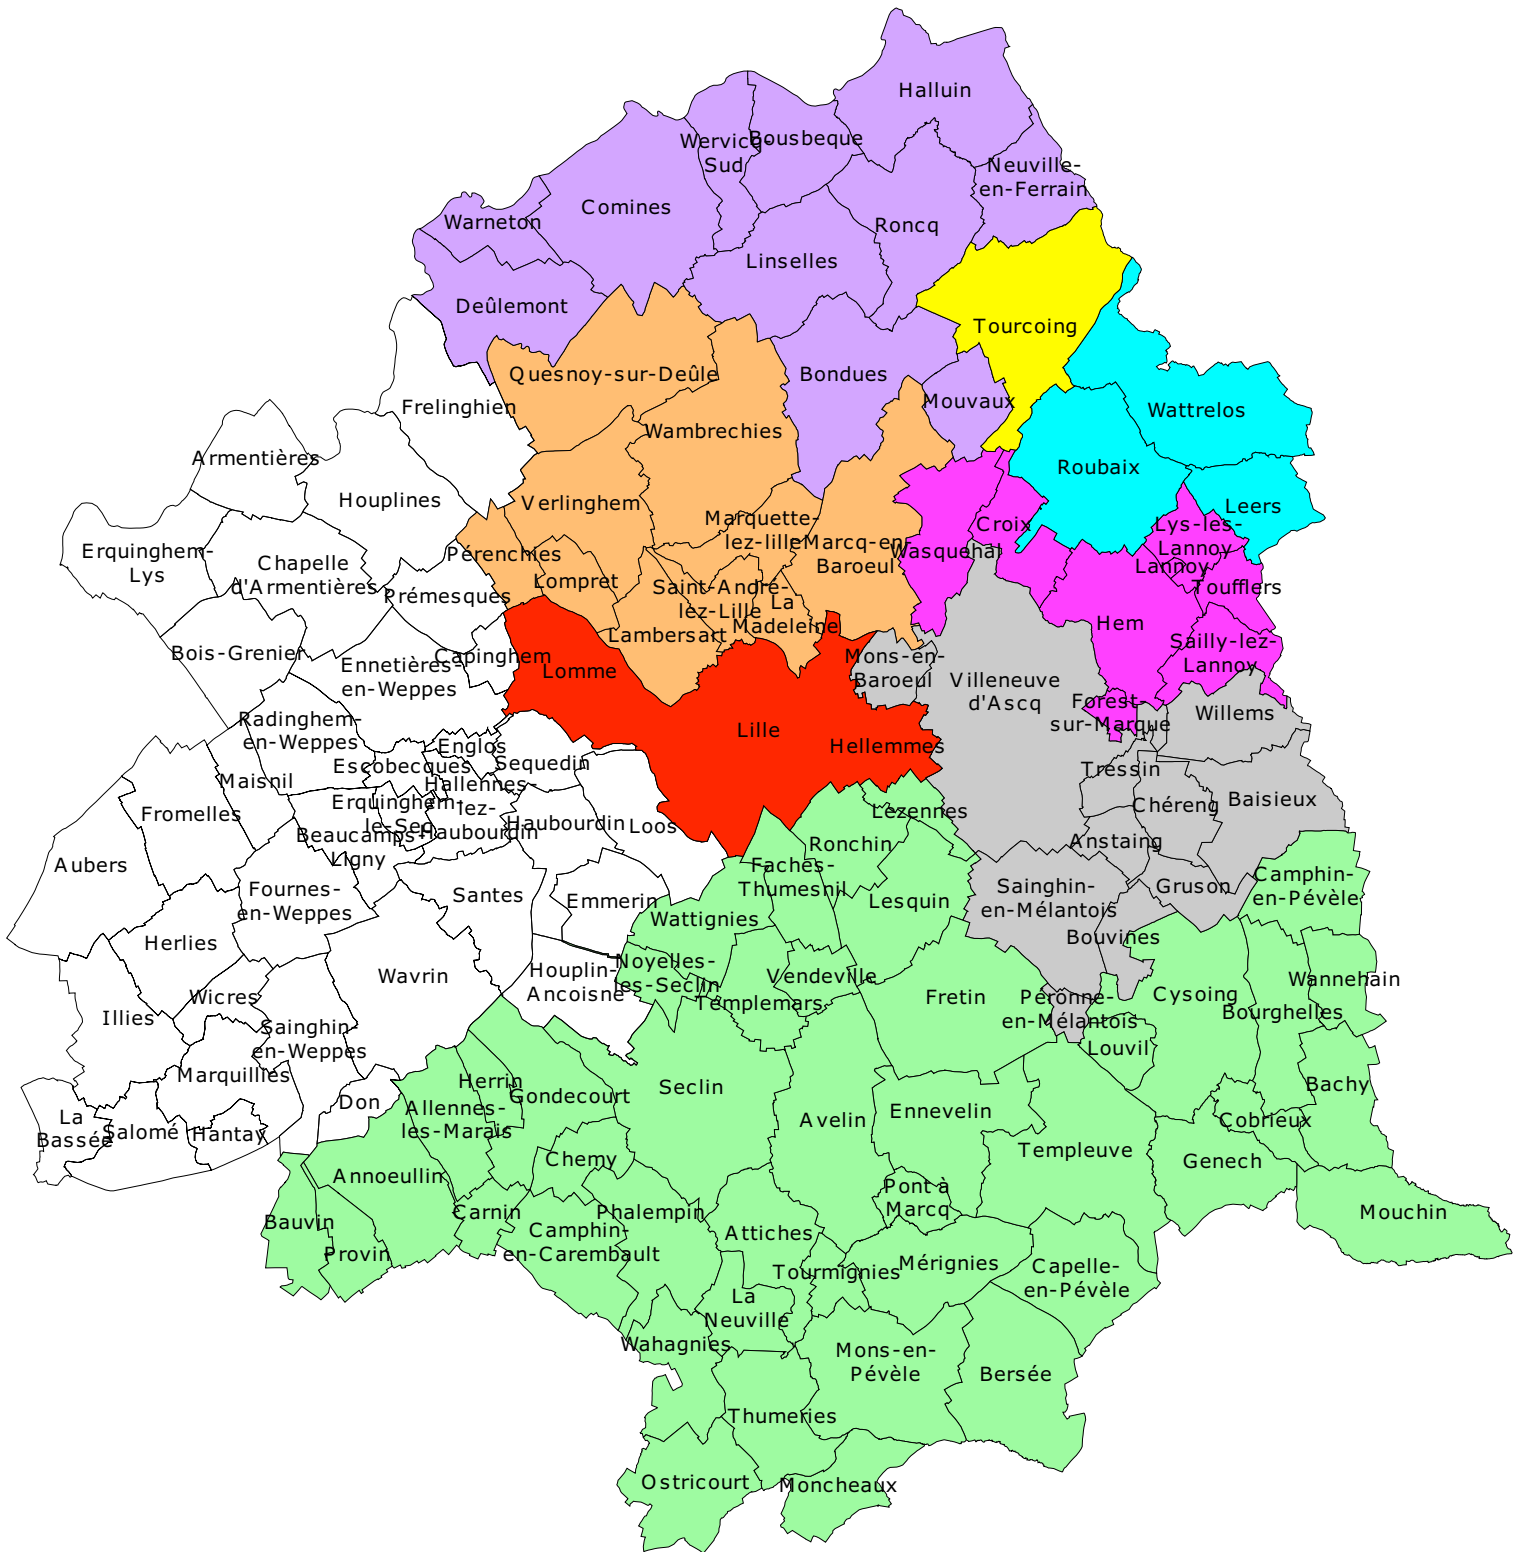 Halluin
Wervicq-
Sud
Bousbeque
Neuville-
en-Ferrain
Comines
Warneton
Roncq
Linselles
Deûlemont
Tourcoing
Quesnoy-sur-Deûle
Bondues
Mouvaux
Frelinghien
Wattrelos
Wambrechies
Armentières
Roubaix
Houplines
Verlinghem
Leers
Marquette-
lez-lille
Croix
Lys-les-
Lannoy
Marcq-en-
Baroeul
Wasquehal
Erquinghem-
Lys
Pérenchies
Chapelle
d'Armentières
Lannoy
Lompret
Toufflers
Saint-André-
lez-Lille
Prémesques
La
Madeleine
Hem
Lambersart
Sailly-lez-
Lannoy
Bois-Grenier
Capinghem
Ennetières-
en-Weppes
Lomme
Mons-en-
Baroeul
Villeneuve
d'Ascq
Forest-
sur-Marque
Willems
Radinghem-
en-Weppes
Lille
Hellemmes
Englos
Escobecques
Sequedin
Tressin
Maisnil
Hallennes-
lez-
Haubourdin
Fromelles
Erquinghem-
le-Sec
Chéreng
Baisieux
Lezennes
Haubourdin
Loos
Beaucamps-
Ligny
Ronchin
Anstaing
Aubers
Faches-
Thumesnil
Camphin-
en-Pévèle
Fournes-
en-Weppes
Santes
Emmerin
Lesquin
Sainghin-
en-Mélantois
Gruson
Wattignies
Herlies
Bouvines
Wavrin
Houplin-
Ancoisne
Noyelles-
les-Seclin
Vendeville
Wannehain
Wicres
Templemars
Fretin
Péronne-
en-Mélantois
Cysoing
Illies
Bourghelles
Sainghin-
en-Weppes
Louvil
Marquillies
Herrin
Gondecourt
Seclin
Bachy
Don
Allennes-
les-Marais
Avelin
Ennevelin
Cobrieux
La
Bassée
Salomé
Hantay
Templeuve
Chemy
Genech
Annoeullin
Pont à
Marcq
Bauvin
Carnin
Phalempin
Mouchin
Camphin-
en-Carembault
Attiches
Provin
Tourmignies
Mérignies
Capelle-
en-Pévèle
La
Neuville
Wahagnies
Mons-en-
Pévèle
Bersée
Thumeries
Ostricourt
Moncheaux